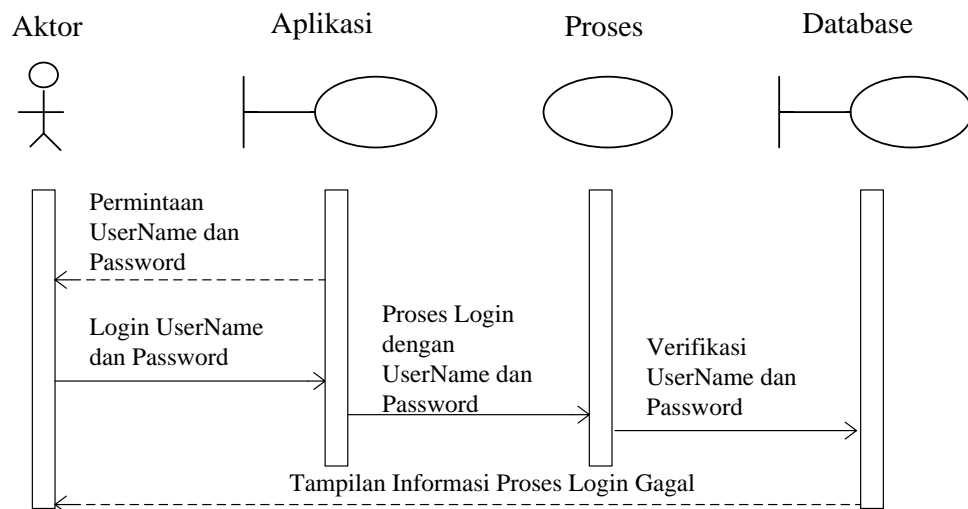 Aktor
Aplikasi
Proses
Database
Permintaan
UserName dan
Password
Login UserName
dan Password
Proses Login
dengan
UserName dan
Password
Verifikasi
UserName dan
Password
Tampilan Informasi Proses Login Gagal